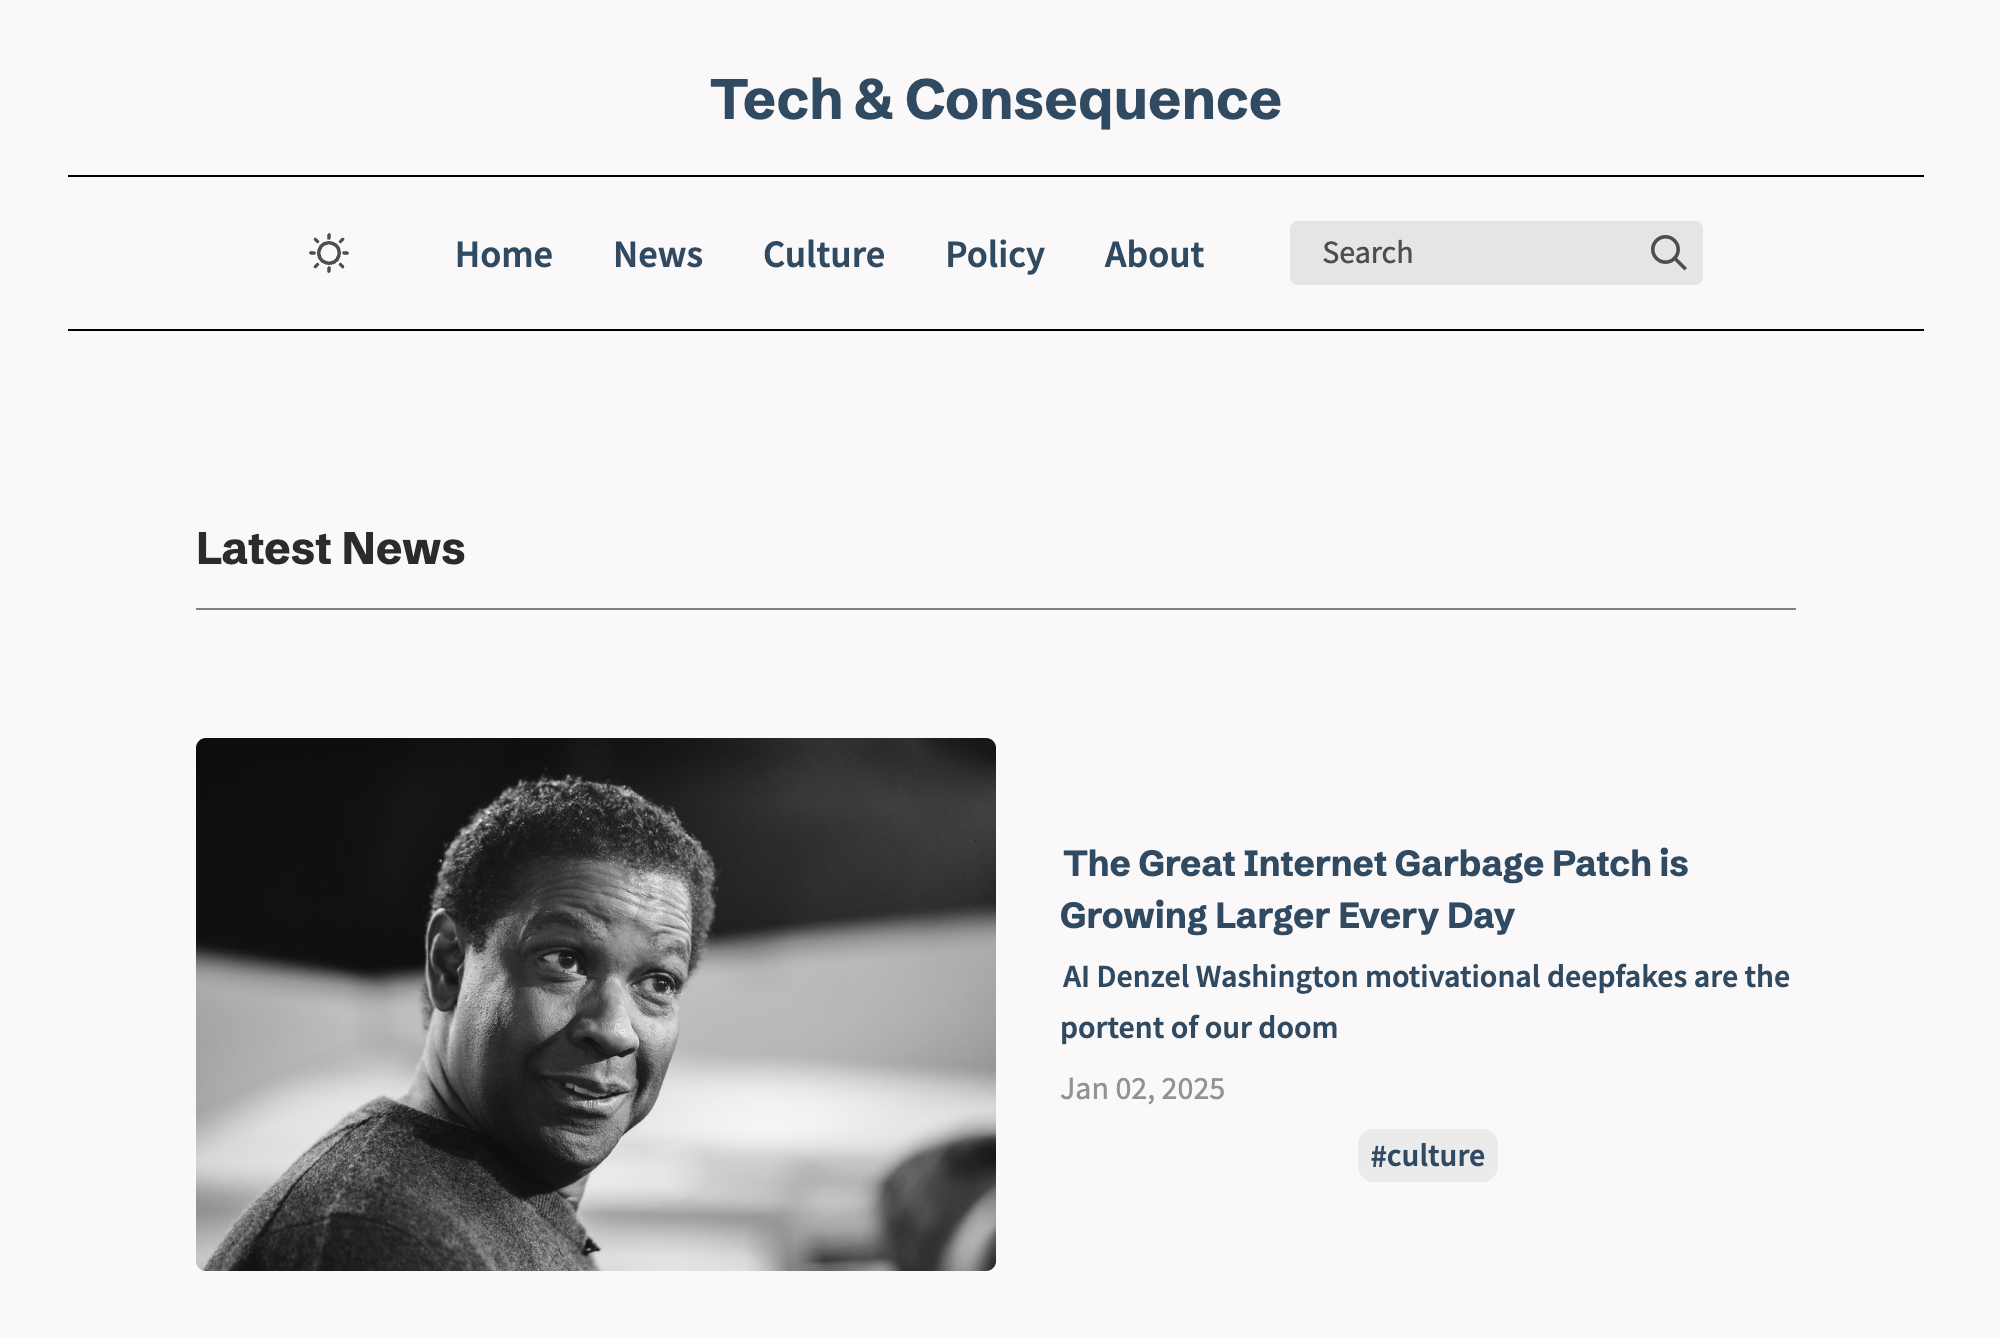 Tech & Consequence
Home News Culture Policy About Search
Latest News
The Great Internet Garbage Patch is
Growing Larger Every Day
AI Denzel Washington motivational deepfakes are the
portent of our doom
Jan 02, 2025
#culture